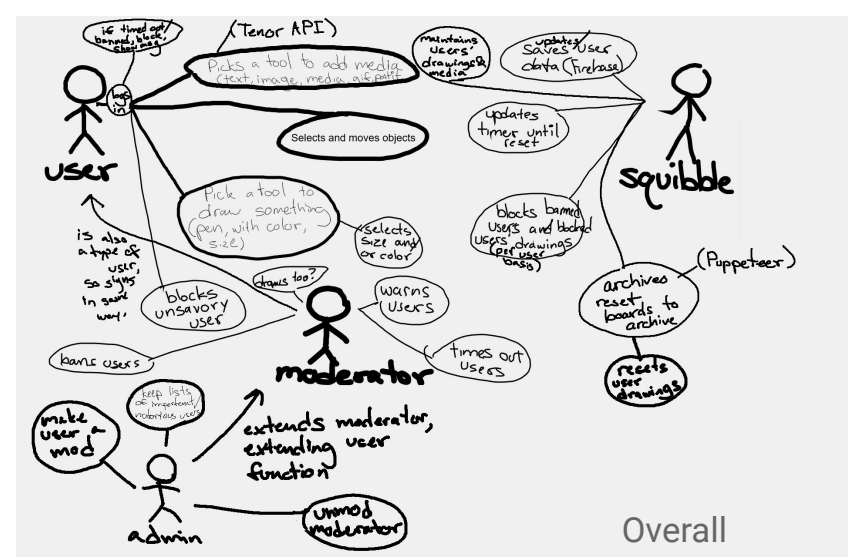 is timed out/
banned, block,
show msg
(Tenor API)
Picks a tool to add media
(text, image, media, gif,
logs
in
user
Selects and moves objects
Pick a tool to
draw something
(pen, with color,
size)
selects
size and
or color
is also
a type of
user,
so signs
in same
way.
blocks
unsavory
user
draws too?
warns
users
times out
users
bans users
moderator
keep lists
of important/
notorious users
make
user a
mod
extends moderator,
extending user
function
admin
unmod
moderator
maintains
users'
drawings &
media
updates/
saves user
data (Firebase)
updates
timer until
reset
squibble
blocks banned
users and blocked
users drawings
(per user
basis)
(Puppeteer)
archives
reset
boards to
archive
resets
user
drawings
Overall